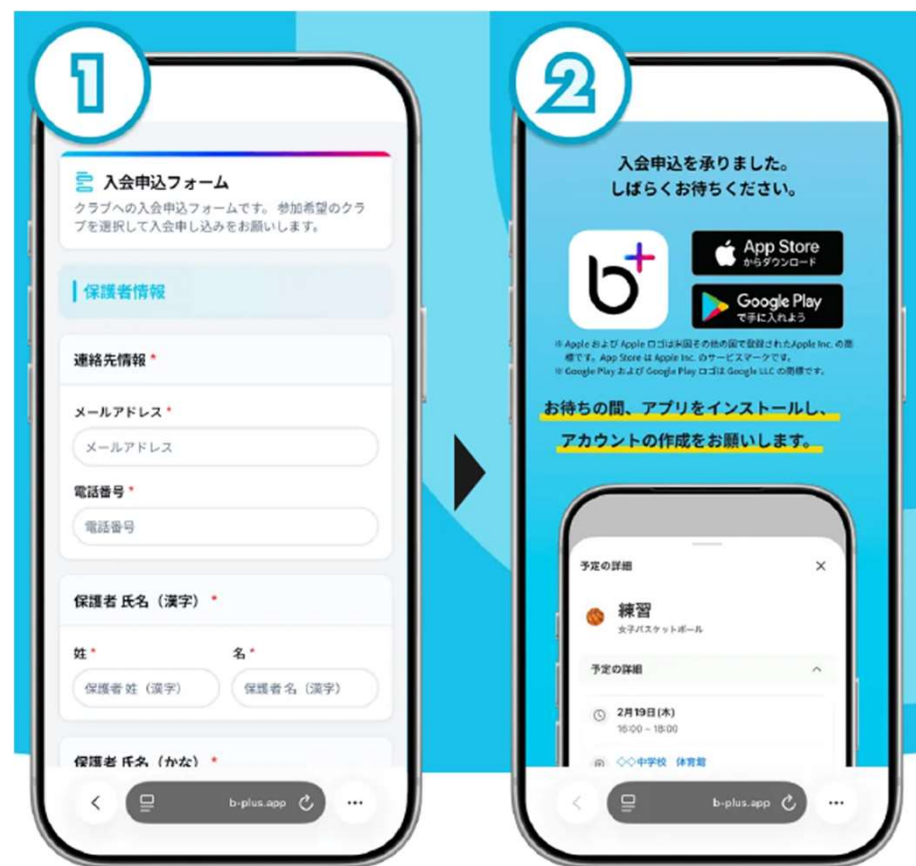 1
入会申込フォーム
クラブへの入会申込フォームです。 参加希望のクラ
ブを選択して入会申し込みをお願いします。
保護者情報
連絡先情報 *
メールアドレス *
メールアドレス
電話番号 *
電話番号
保護者 氏名（漢字） *
姓 * 名 *
保護者 姓（漢字） 保護者 名（漢字）
保護者 氏名（かな） *
b-plus.app
2
入会申込を承りました。
しばらくお待ちください。
b+
App Store
からダウンロード
Google Play
で手に入れよう
※ Apple および Apple ロゴは米国その他の国で登録されたApple Inc. の商
標です。App Store は Apple Inc. のサービスマークです。
※ Google Play および Google Play ロゴは Google LLC の商標です。
お待ちの間、アプリをインストールし、
アカウントの作成をお願いします。
予定の詳細
練習
女子バスケットボール
予定の詳細
2月19日(木)
16:00 – 18:00
◇◇中学校 体育館
b-plus.app